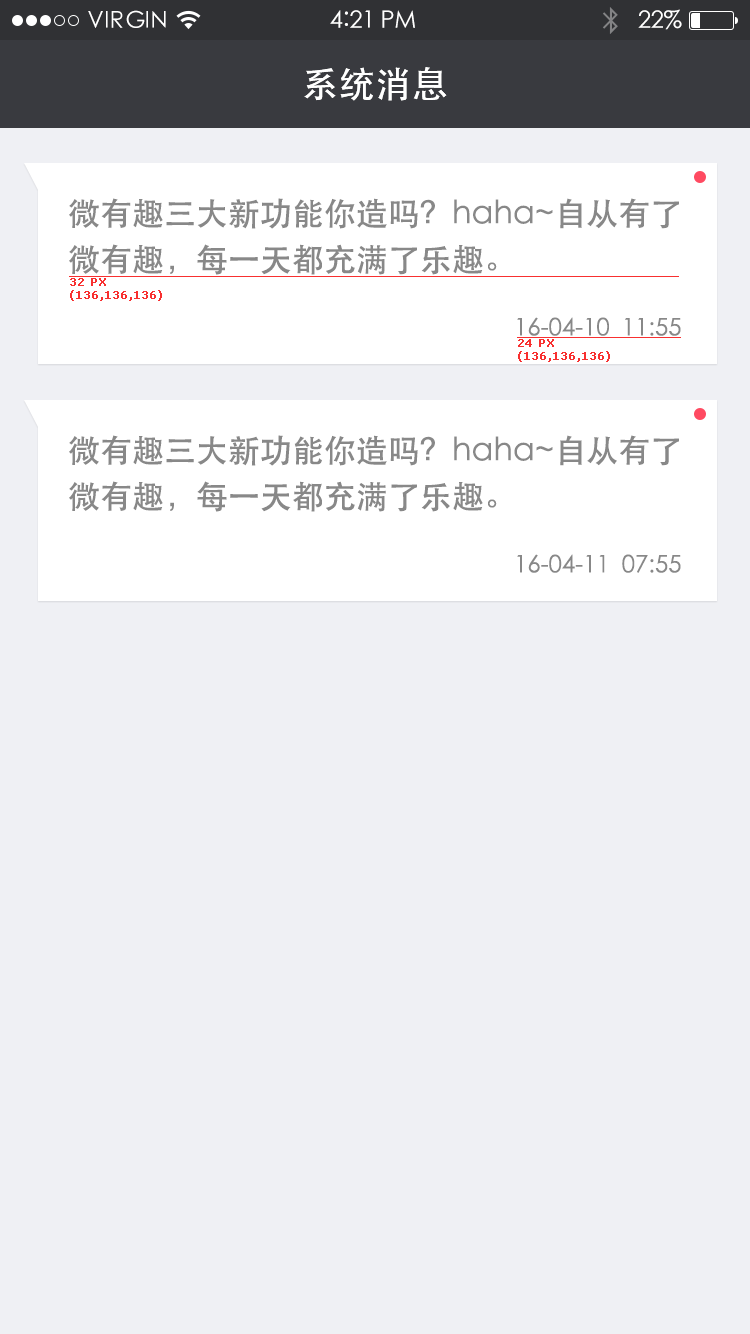 VIRGIN 4:21 PM 22%
系统消息
微有趣三大新功能你造吗？haha~自从有了
微有趣，每一天都充满了乐趣。
32 PX
(136,136,136)
16-04-10 11:55
24 PX
(136,136,136)
微有趣三大新功能你造吗？haha~自从有了
微有趣，每一天都充满了乐趣。
16-04-11 07:55